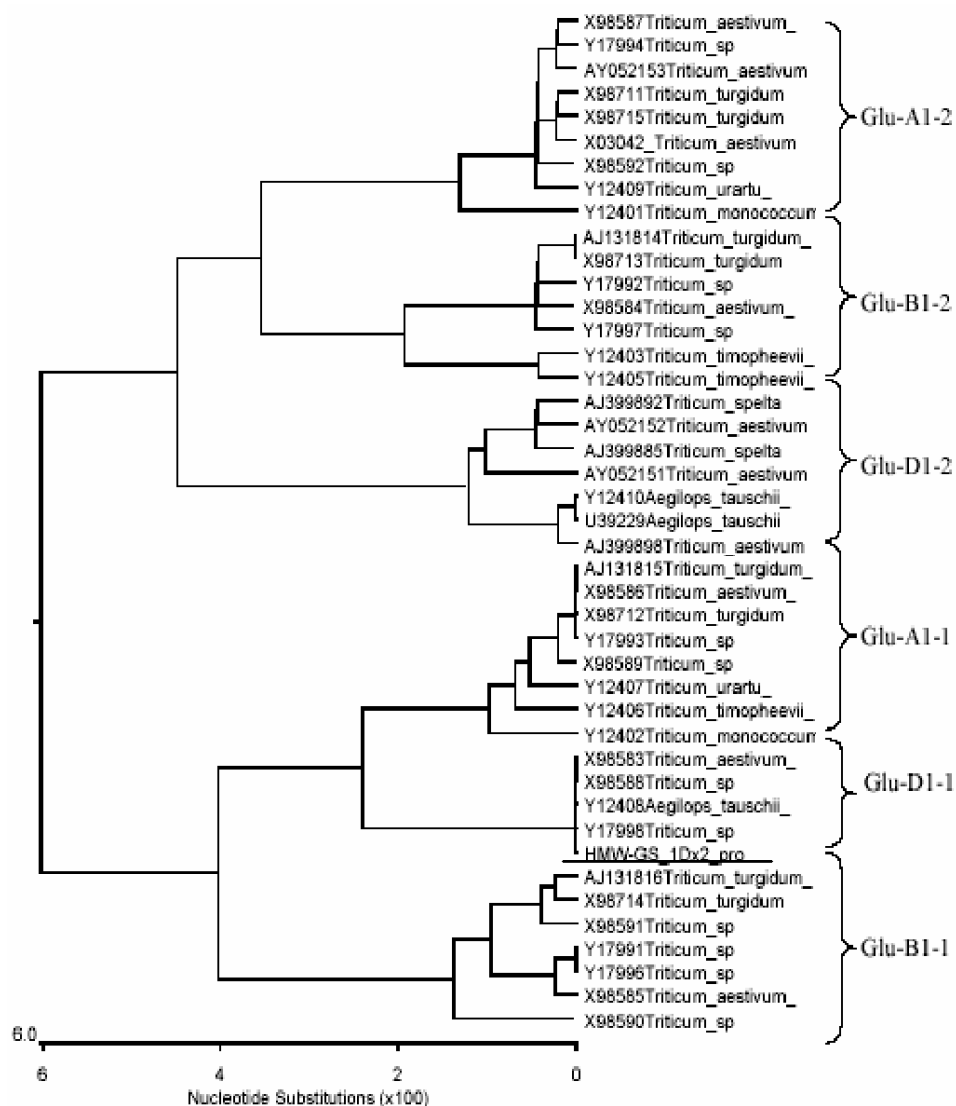 X98587Triticum_aestivum_
Y17994Triticum_sp
AY052153Triticum_aestivum
X98711Triticum_turgidum
X98715Triticum_turgidum
X03042_Triticum_aestivum
X98592Triticum_sp
Y12409Triticum_urartu_
Y12401Triticum_monococcum
Glu-A1-2
AJ131814Triticum_turgidum_
X98713Triticum_turgidum
Y17992Triticum_sp
X98584Triticum_aestivum_
Y17997Triticum_sp
Y12403Triticum_timopheevii_
Y12405Triticum_timopheevii_
Glu-B1-2
AJ399892Triticum_spelta
AY052152Triticum_aestivum
AJ399885Triticum_spelta
AY052151Triticum_aestivum
Y12410Aegilops_tauschii_
U39229Aegilops_tauschii
AJ399898Triticum_aestivum
Glu-D1-2
AJ131815Triticum_turgidum_
X98586Triticum_aestivum_
X98712Triticum_turgidum
Y17993Triticum_sp
X98589Triticum_sp
Y12407Triticum_urartu_
Y12406Triticum_timopheevii_
Y12402Triticum_monococcum
Glu-A1-1
X98583Triticum_aestivum_
X98588Triticum_sp
Y12408Aegilops_tauschii_
Y17998Triticum_sp
HMW-GS_1Dx2_pro
Glu-D1-1
AJ131816Triticum_turgidum_
X98714Triticum_turgidum
X98591Triticum_sp
Y17991Triticum_sp
Y17996Triticum_sp
X98585Triticum_aestivum_
X98590Triticum_sp
Glu-B1-1
6.0
6 4 2 0
Nucleotide Substitutions (x100)